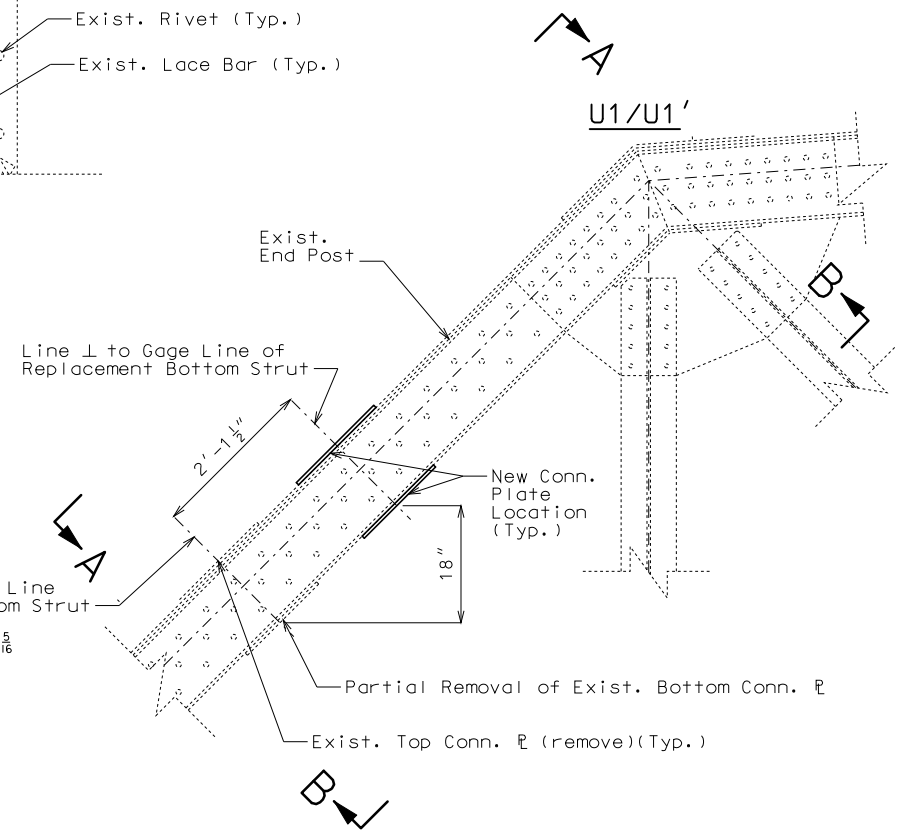 Exist. Rivet (Typ.)
Exist. Lace Bar (Typ.)
A
U1/U1'
Exist.
End Post
B
Line ⊥ to Gage Line of
Replacement Bottom Strut
2'-1½"
New Conn.
Plate
Location
(Typ.)
A
18"
Line
om Strut
5/16
Partial Removal of Exist. Bottom Conn. ℄
Exist. Top Conn. ℄ (remove)(Typ.)
B